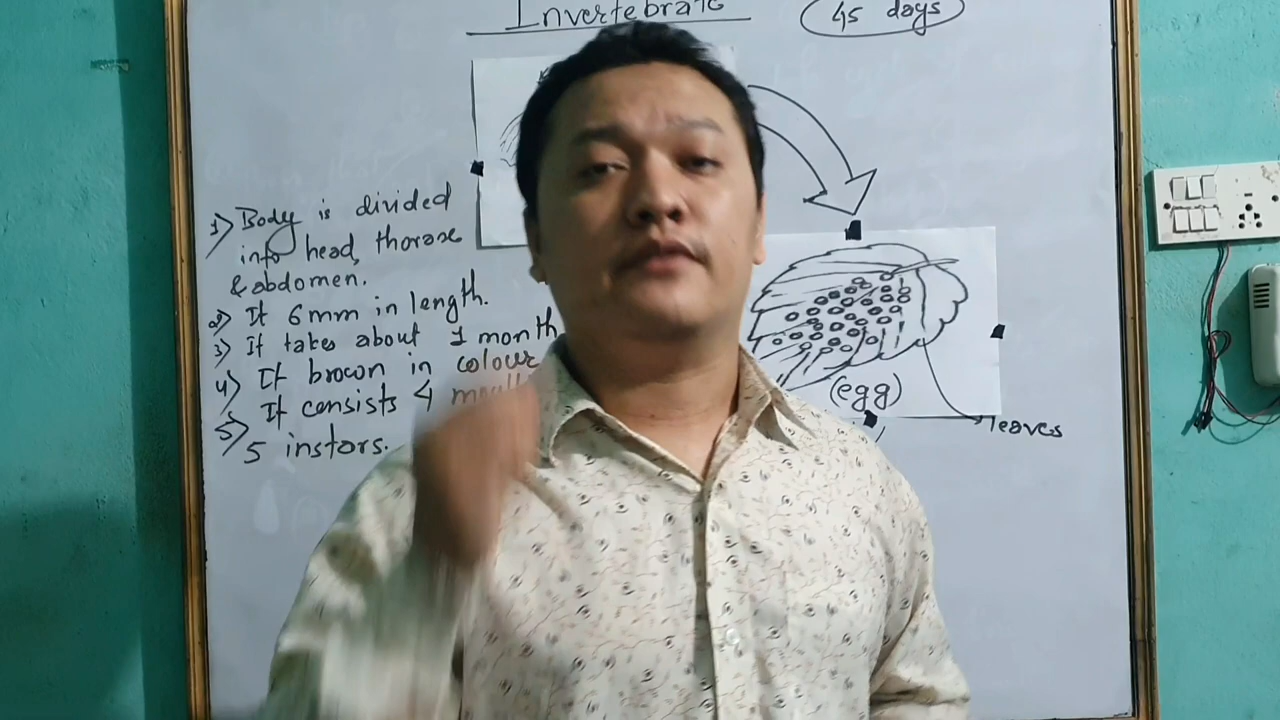 Invertebrate
45 days
1) Body is divided
into head, thorax
& abdomen.
2) It 6mm in length.
3) It takes about 1 month
4) It brown in colour
5) It consists 4 moult
5 instars.
(egg)
leaves